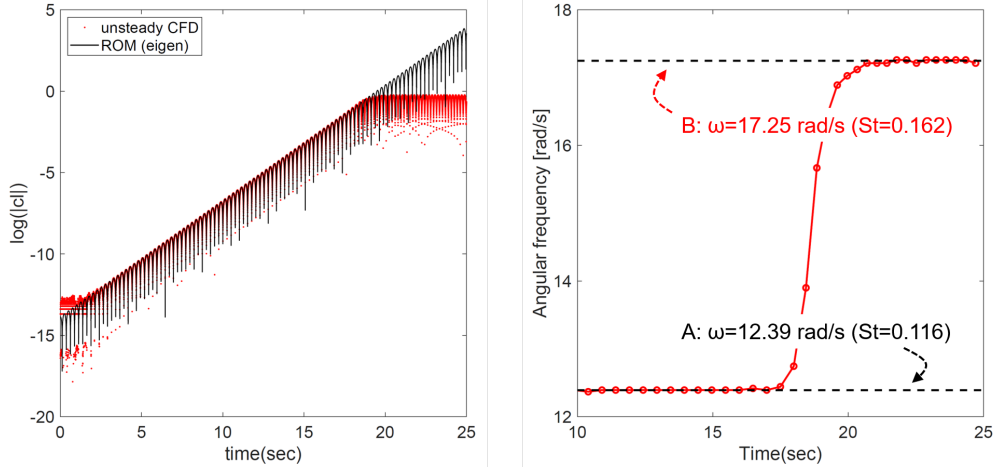 5
0
-5
-10
-15
-20
log(|cl|)
0
5
10
15
20
25
time(sec)
unsteady CFD
ROM (eigen)
18
16
14
12
Angular frequency [rad/s]
10
15
20
25
Time(sec)
B: ω=17.25 rad/s (St=0.162)
A: ω=12.39 rad/s (St=0.116)